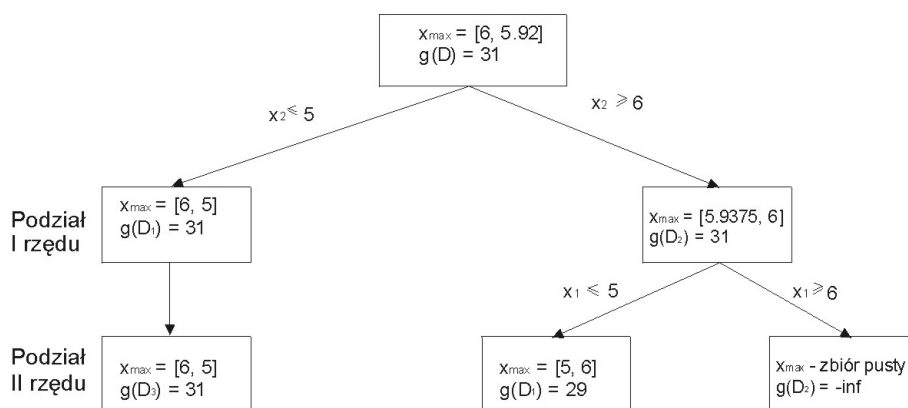 xmax = [6, 5.92]
g(D) = 31
x2 ⩽ 5
x2 ⩾ 6
Podział
I rzędu
xmax = [6, 5]
g(D1) = 31
xmax = [5.9375, 6]
g(D2) = 31
x1 ⩽ 5
x1 ⩾ 6
Podział
II rzędu
xmax = [6, 5]
g(D3) = 31
xmax = [5, 6]
g(D1) = 29
xmax - zbiór pusty
g(D2) = -inf